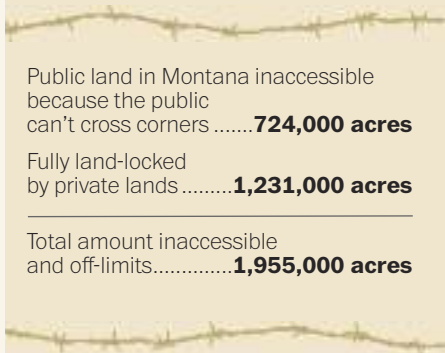 Public land in Montana inaccessible
because the public
can't cross corners .......724,000 acres
Fully land-locked
by private lands .........1,231,000 acres
Total amount inaccessible
and off-limits..............1,955,000 acres